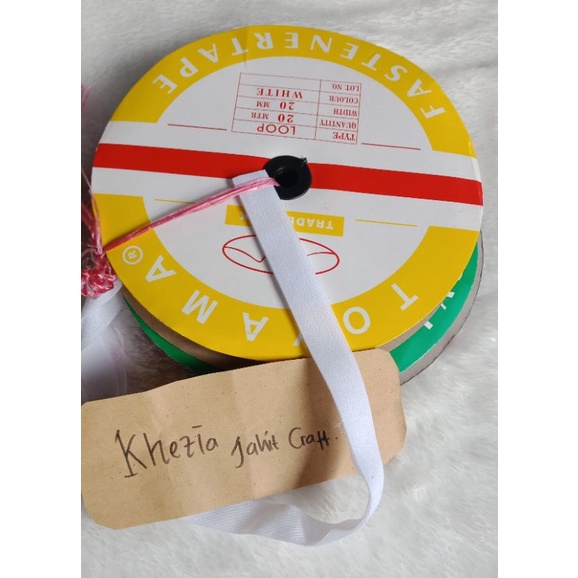 FASTENERTAPE
TYPE LOOP
QUANTITY 20 MTR
WIDTH 20 MM
COLOUR WHITE
LOT NO.
TRADE
TOYAMA®
Khezia Jahit Craft.